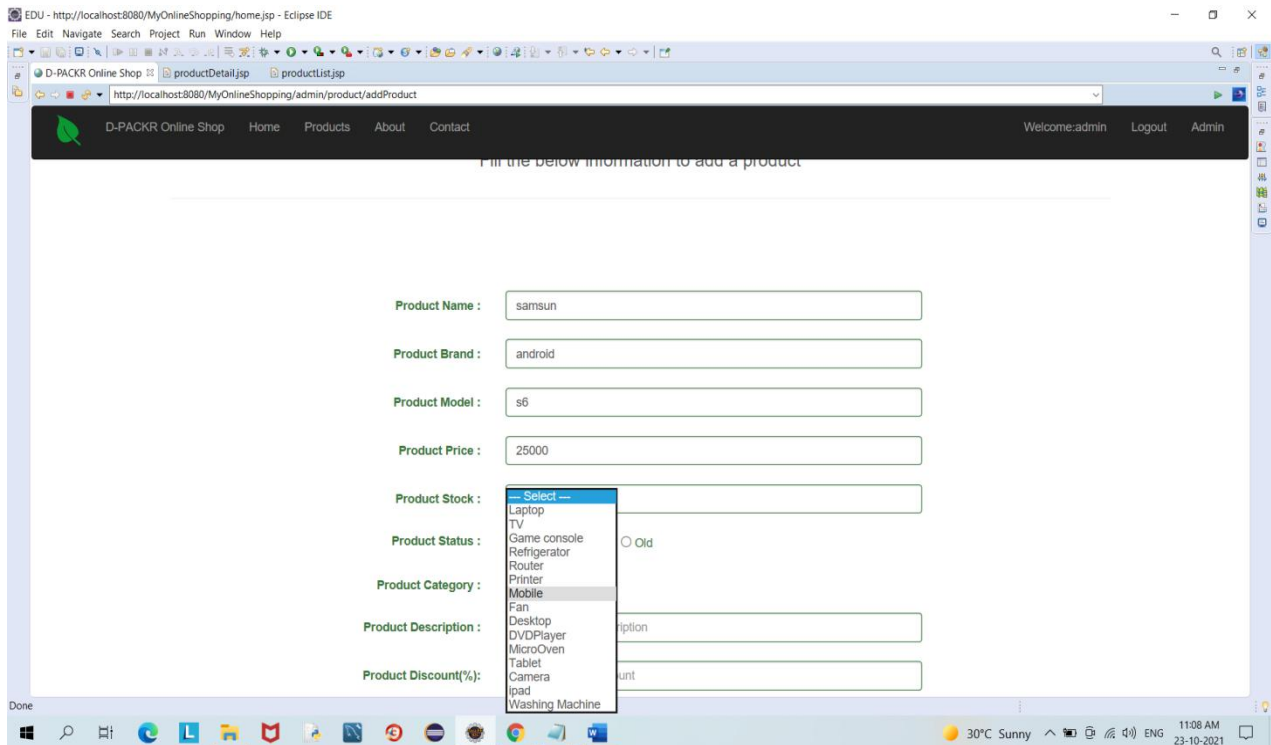 EDU - http://localhost:8080/MyOnlineShopping/home.jsp - Eclipse IDE
File Edit Navigate Search Project Run Window Help
D-PACKR Online Shop productDetail.jsp productList.jsp
http://localhost:8080/MyOnlineShopping/admin/product/addProduct
D-PACKR Online Shop Home Products About Contact Welcome:admin Logout Admin
Fill the below information to add a product
Product Name : samsun
Product Brand : android
Product Model : s6
Product Price : 25000
Product Stock :
--- Select ---
Laptop
TV
Product Status : Game console Old
Refrigerator
Router
Printer
Product Category :
Mobile
Fan
Desktop
Product Description : ription
DVDPlayer
MicroOven
Tablet
Product Discount(%): Camera unt
ipad
Washing Machine
Done
30°C Sunny ENG 11:08 AM
23-10-2021